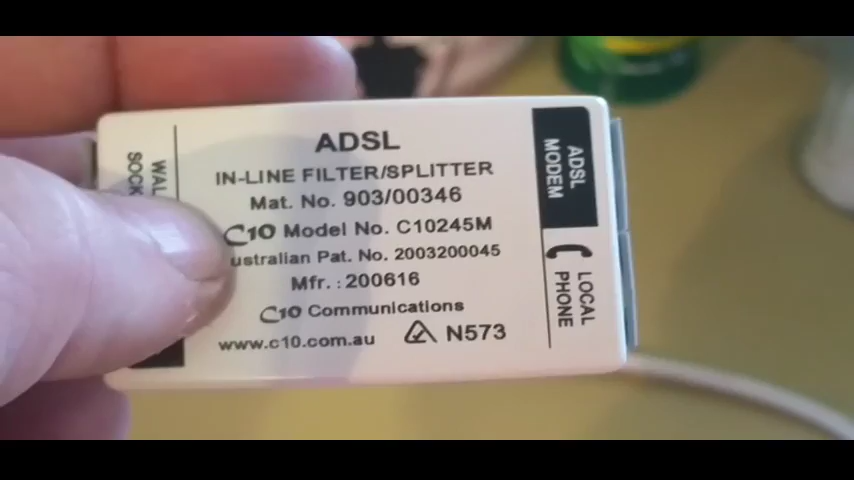 ADSL
IN-LINE FILTER/SPLITTER
Mat. No. 903/00346
C10 Model No. C10245M
ustralian Pat. No. 2003200045
Mfr. : 200616
C10 Communications
www.c10.com.au N573
WAL
SOCK
ADSL
MODEM
LOCAL
PHONE